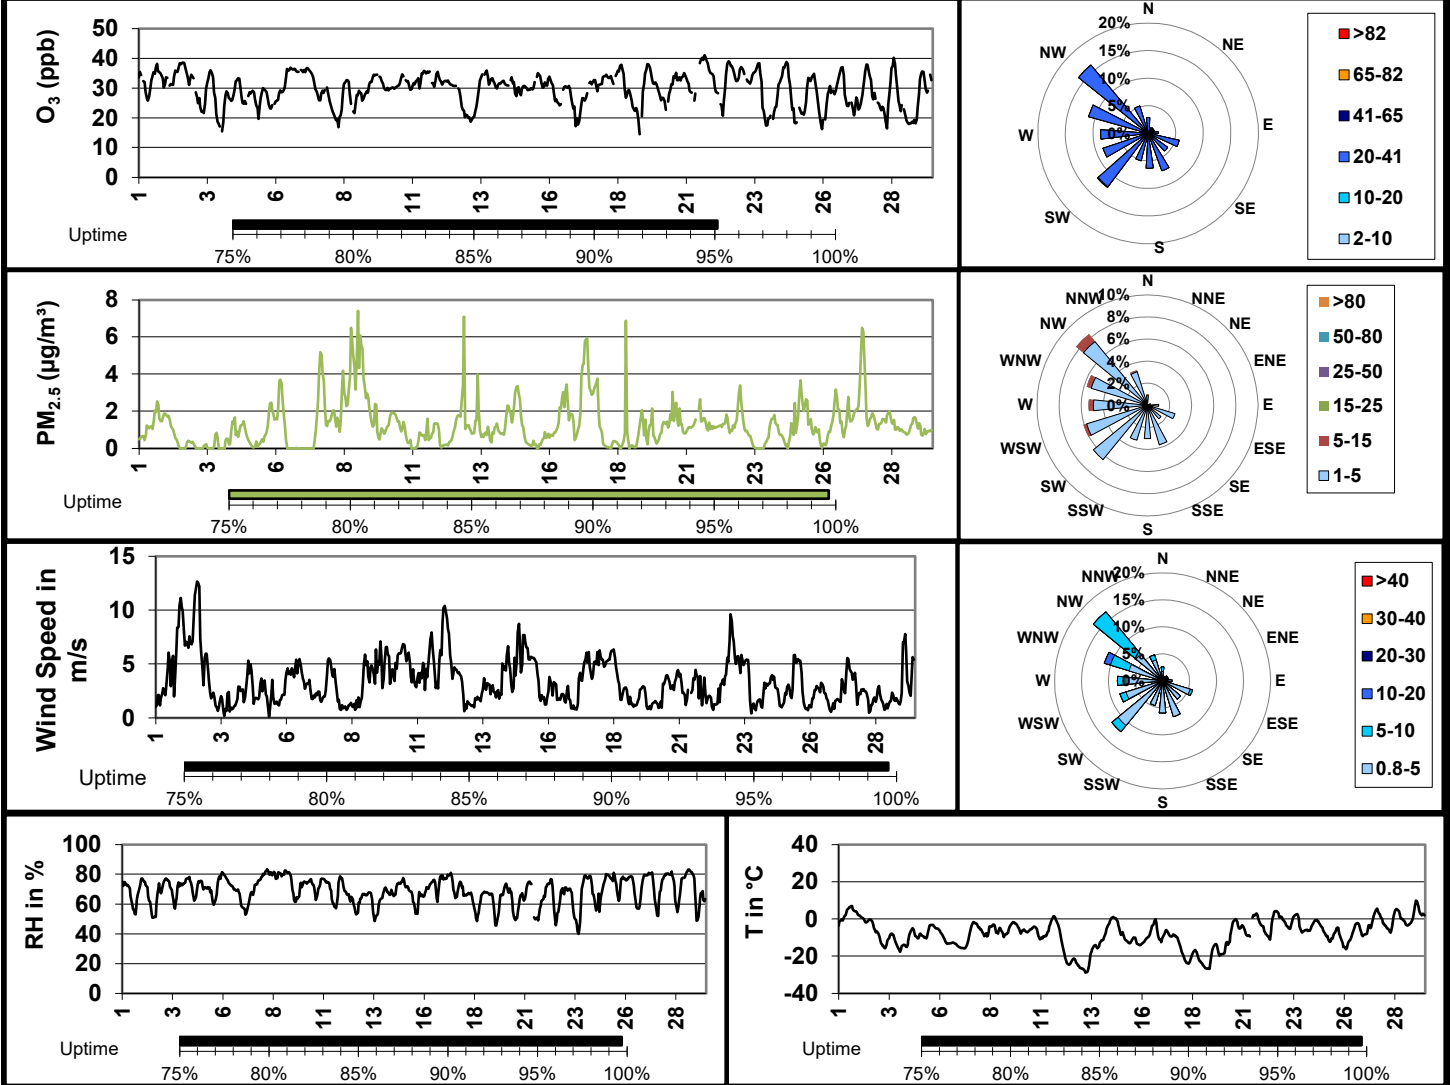 O3 (ppb)
50
40
30
20
10
0
1 3 6 8 11 13 16 18 21 23 26 28
Uptime
75% 80% 85% 90% 95% 100%
N
NE
E
SE
S
SW
W
NW
20%
15%
10%
5%
0%
>82
65-82
41-65
20-41
10-20
2-10
PM2.5 (µg/m³)
8
6
4
2
0
1 3 6 8 11 13 16 18 21 23 26 28
Uptime
75% 80% 85% 90% 95% 100%
N
NNE
NE
ENE
E
ESE
SE
SSE
S
SSW
SW
WSW
W
WNW
NW
NNW
10%
8%
6%
4%
2%
0%
>80
50-80
25-50
15-25
5-15
1-5
Wind Speed in
m/s
15
10
5
0
1 3 6 8 11 13 16 18 21 23 26 28
Uptime
75% 80% 85% 90% 95% 100%
N
NNE
NE
ENE
E
ESE
SE
SSE
S
SSW
SW
WSW
W
WNW
NW
NNW
20%
15%
10%
5%
0%
>40
30-40
20-30
10-20
5-10
0.8-5
RH in %
100
80
60
40
20
0
1 3 6 8 11 13 16 18 21 23 26 28
Uptime
75% 80% 85% 90% 95% 100%
T in °C
40
20
0
-20
-40
1 3 6 8 11 13 16 18 21 23 26 28
Uptime
75% 80% 85% 90% 95% 100%